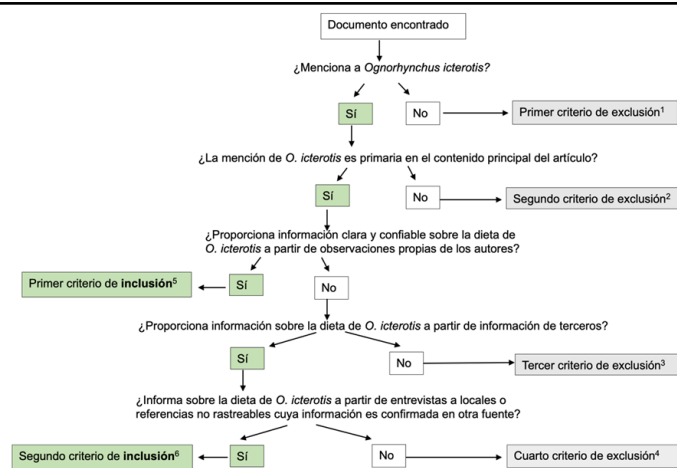 Documento encontrado
¿Menciona a Ognorhynchus icterotis?
Sí
No
Primer criterio de exclusión¹
¿La mención de O. icterotis es primaria en el contenido principal del artículo?
Sí
No
Segundo criterio de exclusión²
¿Proporciona información clara y confiable sobre la dieta de
O. icterotis a partir de observaciones propias de los autores?
Primer criterio de inclusión⁵
Sí
No
¿Proporciona información sobre la dieta de O. icterotis a partir de información de terceros?
Sí
No
Tercer criterio de exclusión³
¿Informa sobre la dieta de O. icterotis a partir de entrevistas a locales o
referencias no rastreables cuya información es confirmada en otra fuente?
Segundo criterio de inclusión⁶
Sí
No
Cuarto criterio de exclusión⁴